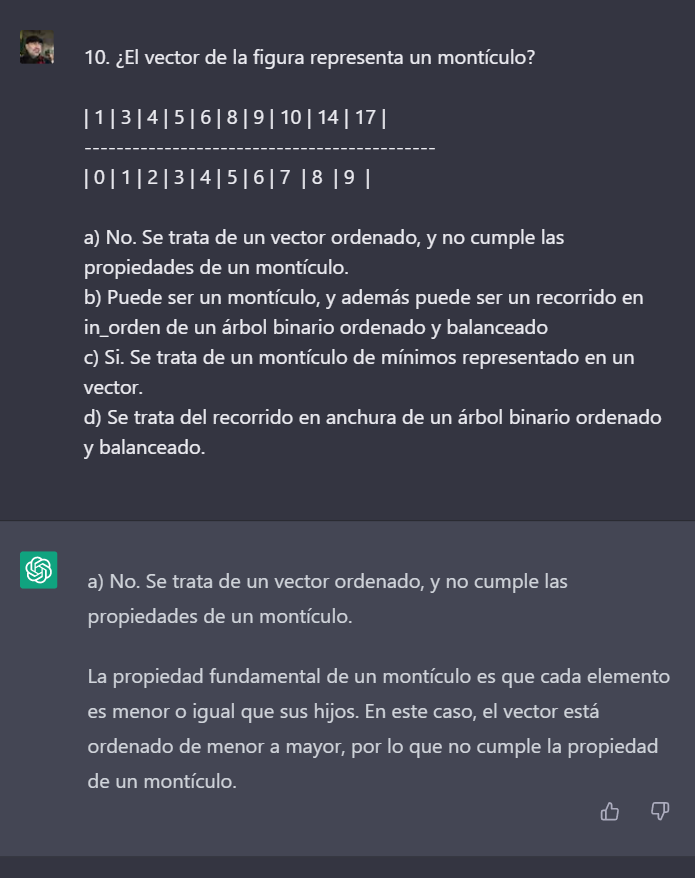 10. ¿El vector de la figura representa un montículo?
| 1 | 3 | 4 | 5 | 6 | 8 | 9 | 10 | 14 | 17 |
--------------------------------------------
| 0 | 1 | 2 | 3 | 4 | 5 | 6 | 7  | 8  | 9  |
a) No. Se trata de un vector ordenado, y no cumple las
propiedades de un montículo.
b) Puede ser un montículo, y además puede ser un recorrido en
in_orden de un árbol binario ordenado y balanceado
c) Si. Se trata de un montículo de mínimos representado en un
vector.
d) Se trata del recorrido en anchura de un árbol binario ordenado
y balanceado.
a) No. Se trata de un vector ordenado, y no cumple las
propiedades de un montículo.
La propiedad fundamental de un montículo es que cada elemento
es menor o igual que sus hijos. En este caso, el vector está
ordenado de menor a mayor, por lo que no cumple la propiedad
de un montículo.